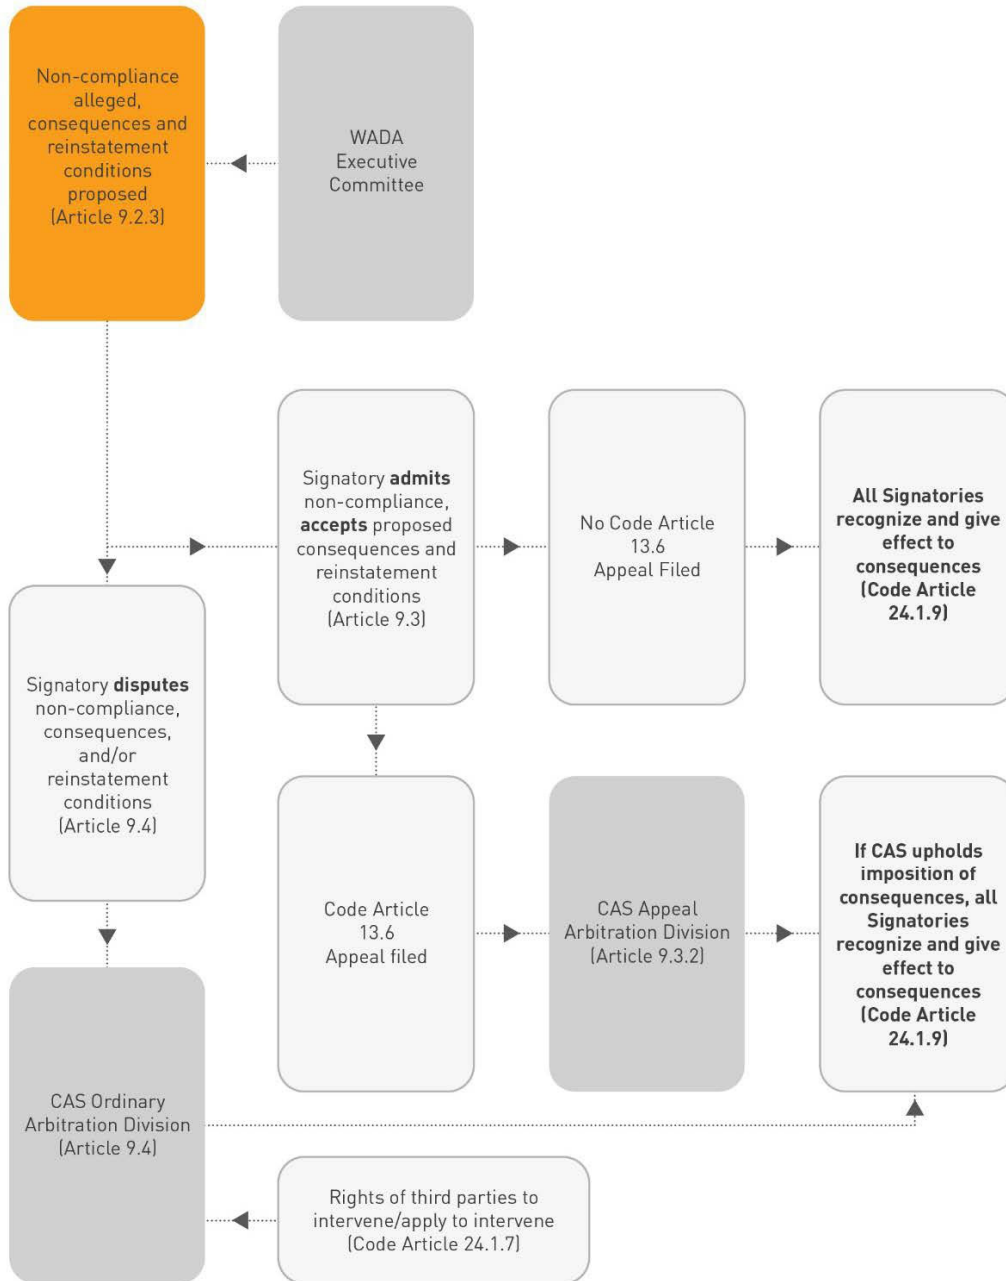 Non-compliance
alleged,
consequences and
reinstatement
conditions
proposed
(Article 9.2.3)
WADA
Executive
Committee
Signatory admits
non-compliance,
accepts proposed
consequences and
reinstatement
conditions
(Article 9.3)
No Code Article
13.6
Appeal Filed
All Signatories
recognize and give
effect to
consequences
(Code Article
24.1.9)
Signatory disputes
non-compliance,
consequences,
and/or
reinstatement
conditions
(Article 9.4)
Code Article
13.6
Appeal filed
CAS Appeal
Arbitration Division
(Article 9.3.2)
If CAS upholds
imposition of
consequences, all
Signatories
recognize and give
effect to
consequences
(Code Article
24.1.9)
CAS Ordinary
Arbitration Division
(Article 9.4)
Rights of third parties to
intervene/apply to intervene
(Code Article 24.1.7)